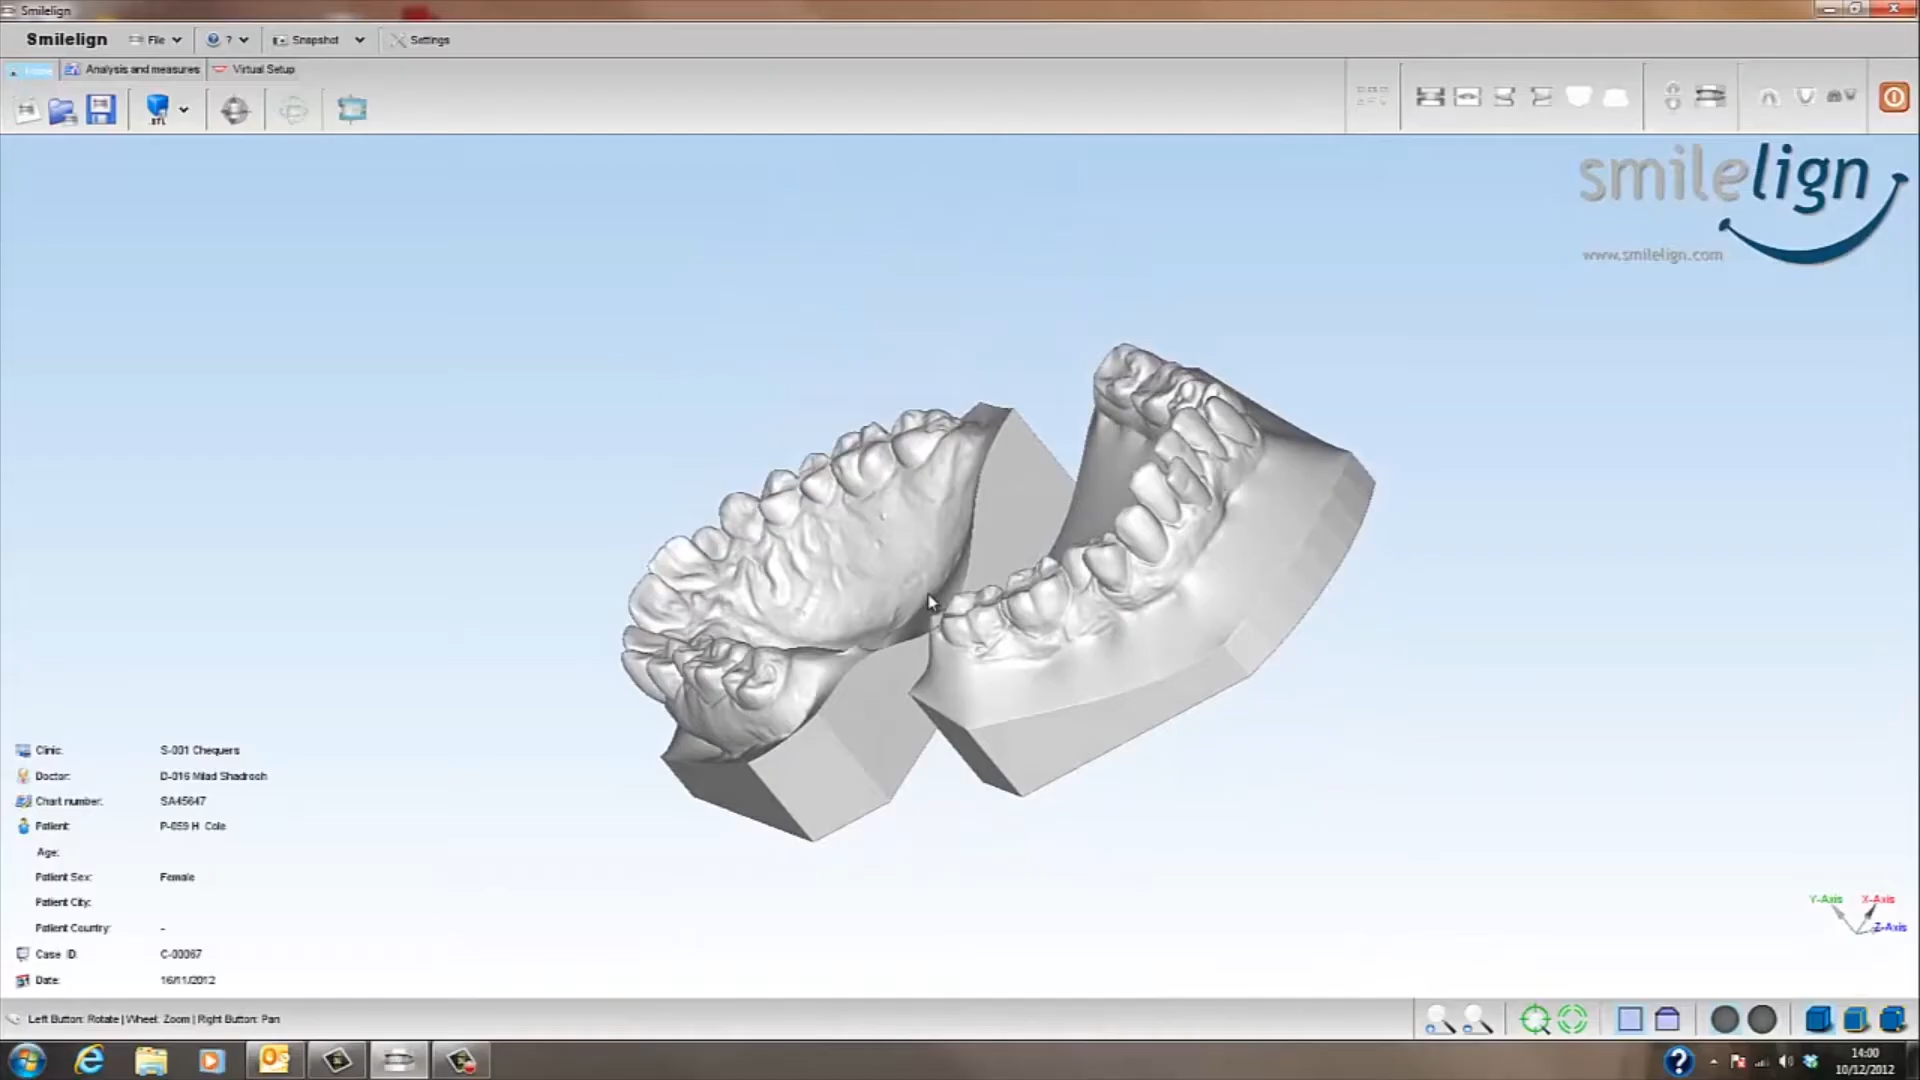 Smilelign
Smilelign File ? Snapshot Settings
Home Analysis and measures Virtual Setup
STL
smilelign
www.smilelign.com
Clinic: S-001 Chequers
Doctor: D-016 Milad Shadrooh
Chart number: SA45647
Patient: P-059 H Cole
Age:
Patient Sex: Female
Patient City:
Patient Country: -
Case ID: C-00067
Date: 16/11/2012
Y-Axis X-Axis
Z-Axis
Left Button: Rotate | Wheel: Zoom | Right Button: Pan
14:00
10/12/2012